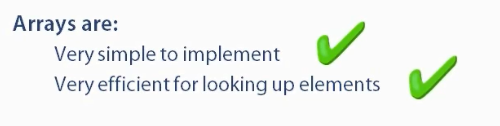 Arrays are:
Very simple to implement
Very efficient for looking up elements